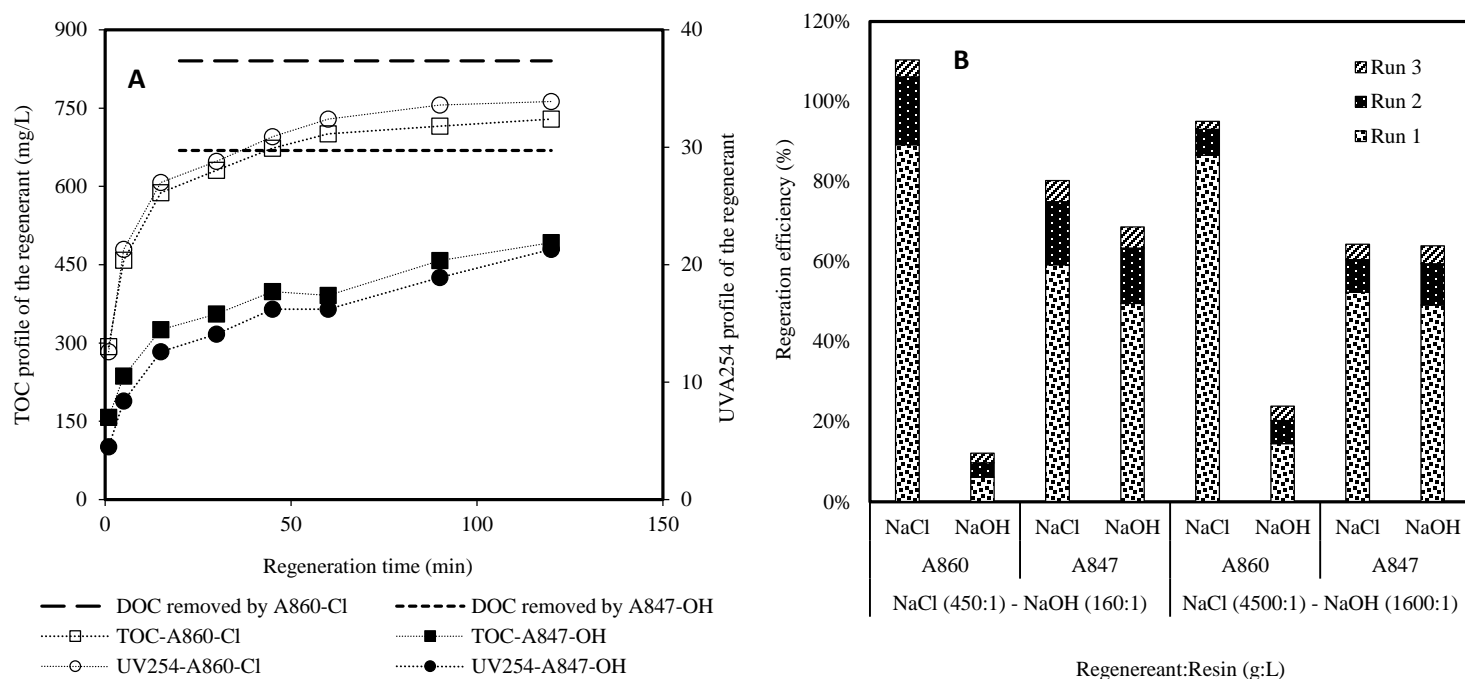 A
TOC profile of the regenerant (mg/L)
900
750
600
450
300
150
0
40
30
20
10
0
UVA254 profile of the regenerant
0 50 100 150
Regeneration time (min)
DOC removed by A860-Cl DOC removed by A847-OH
TOC-A860-Cl TOC-A847-OH
UV254-A860-Cl UV254-A847-OH
B
Regeration efficiency (%)
120%
100%
80%
60%
40%
20%
0%
Run 3
Run 2
Run 1
NaCl NaOH NaCl NaOH NaCl NaOH NaCl NaOH
A860 A847 A860 A847
NaCl (450:1) - NaOH (160:1) NaCl (4500:1) - NaOH (1600:1)
Regenereant:Resin (g:L)